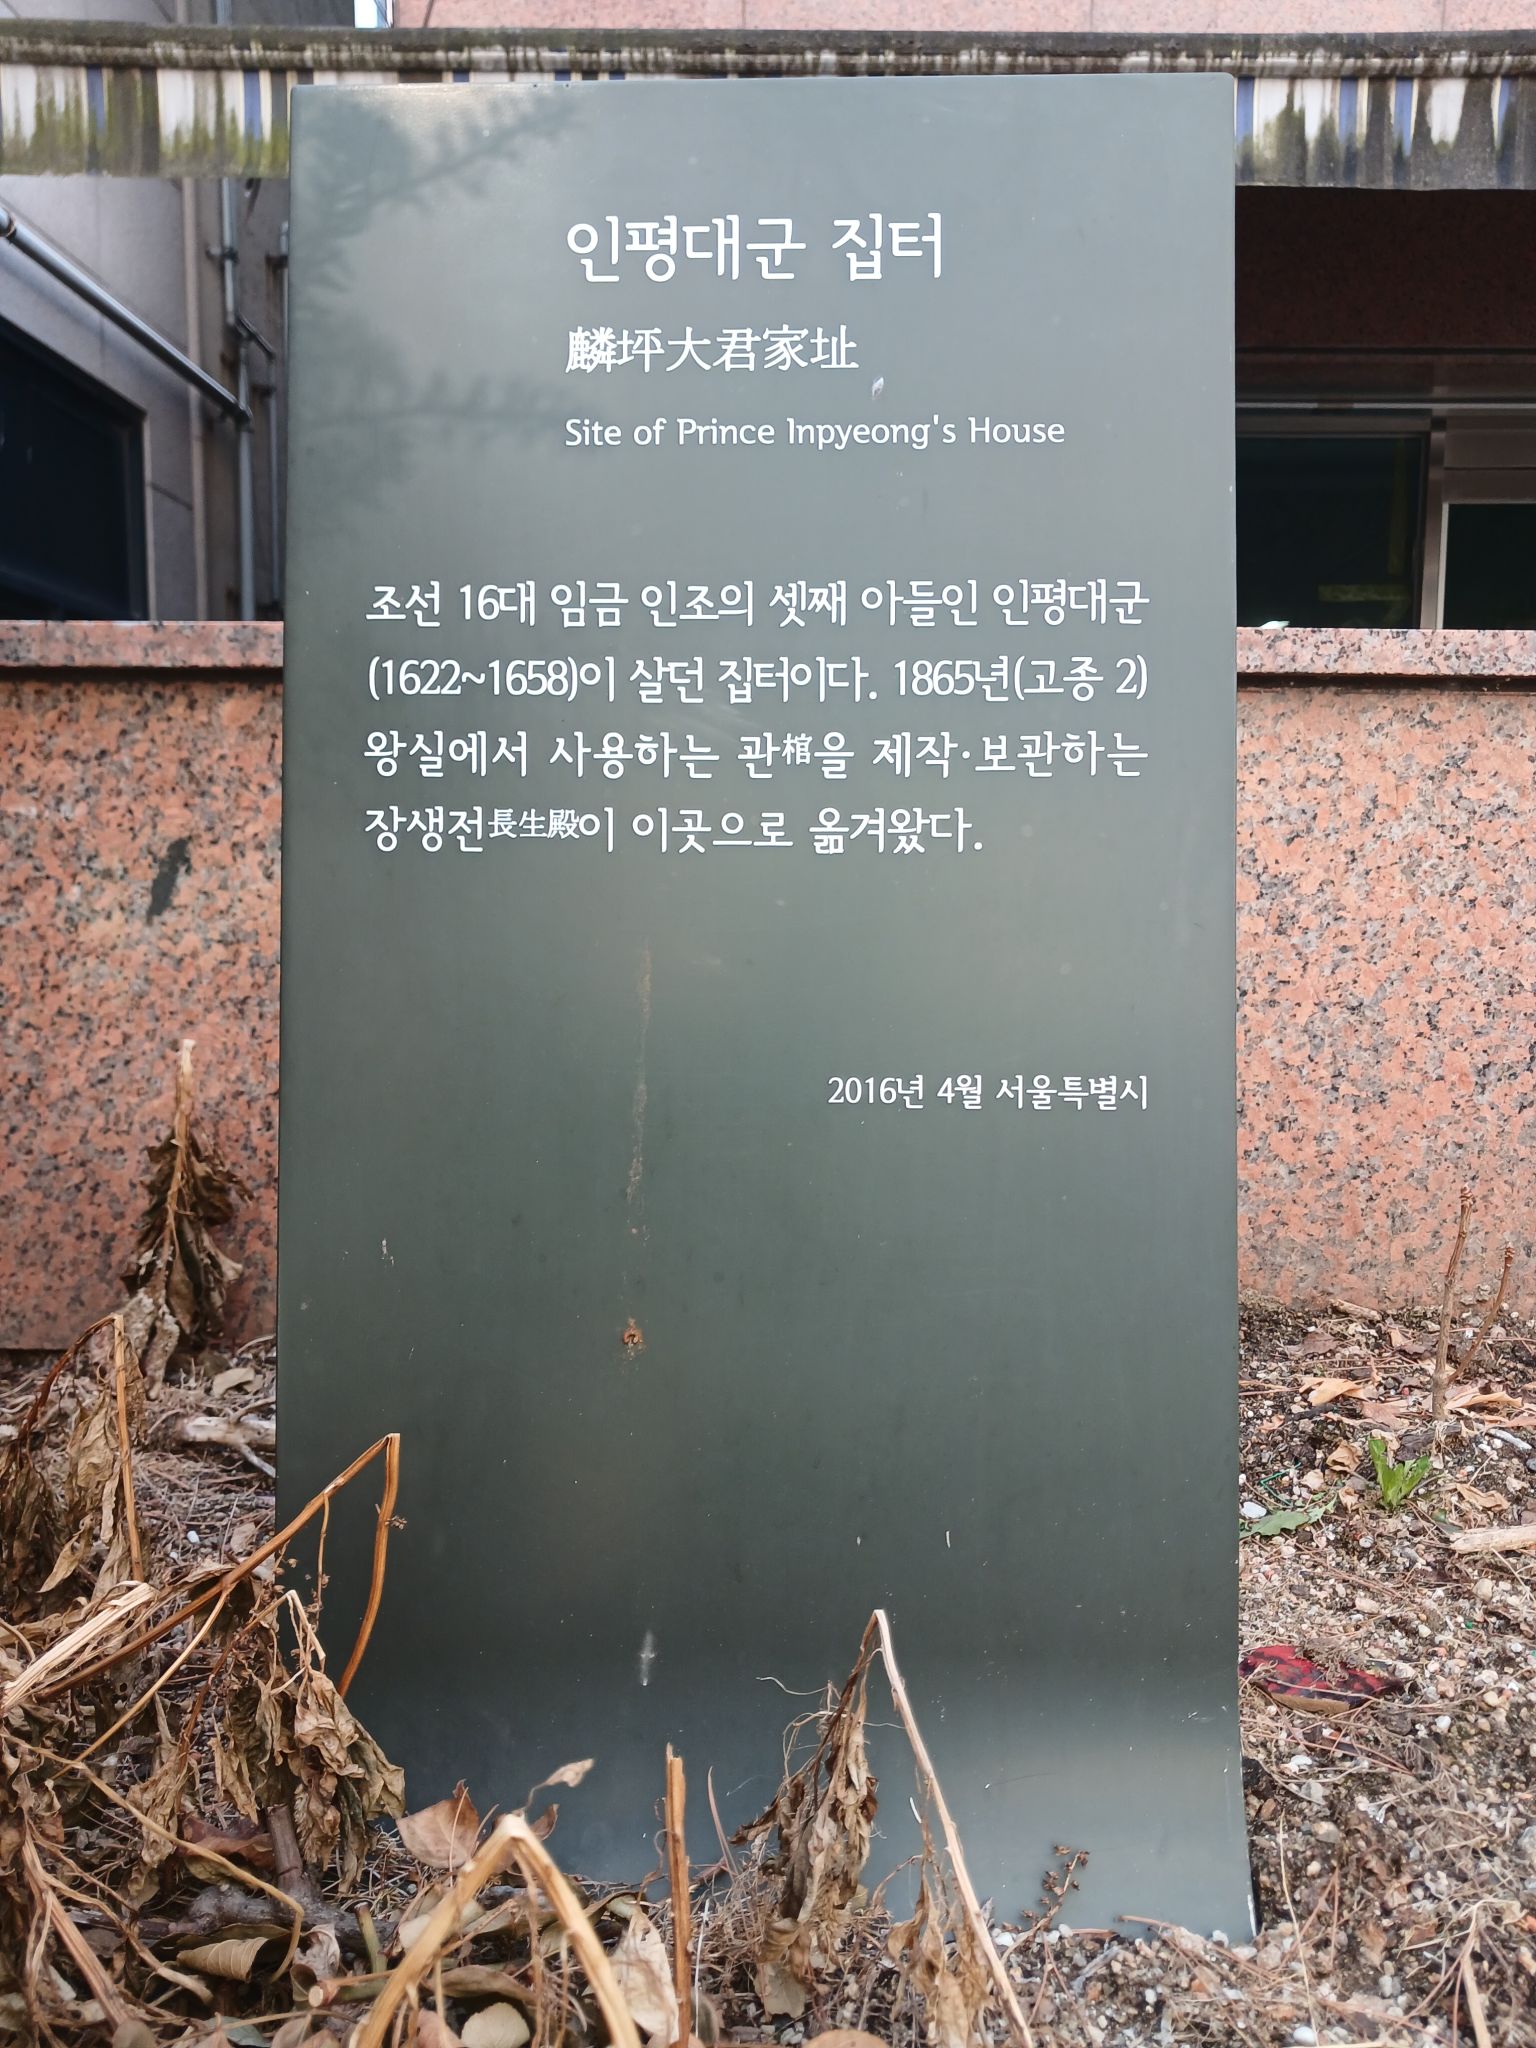 인평대군 집터
麟坪大君家址
Site of Prince Inpyeong's House
조선 16대 임금 인조의 셋째 아들인 인평대군
(1622~1658)이 살던 집터이다. 1865년(고종 2)
왕실에서 사용하는 관棺을 제작·보관하는
장생전長生殿이 이곳으로 옮겨왔다.
2016년 4월 서울특별시